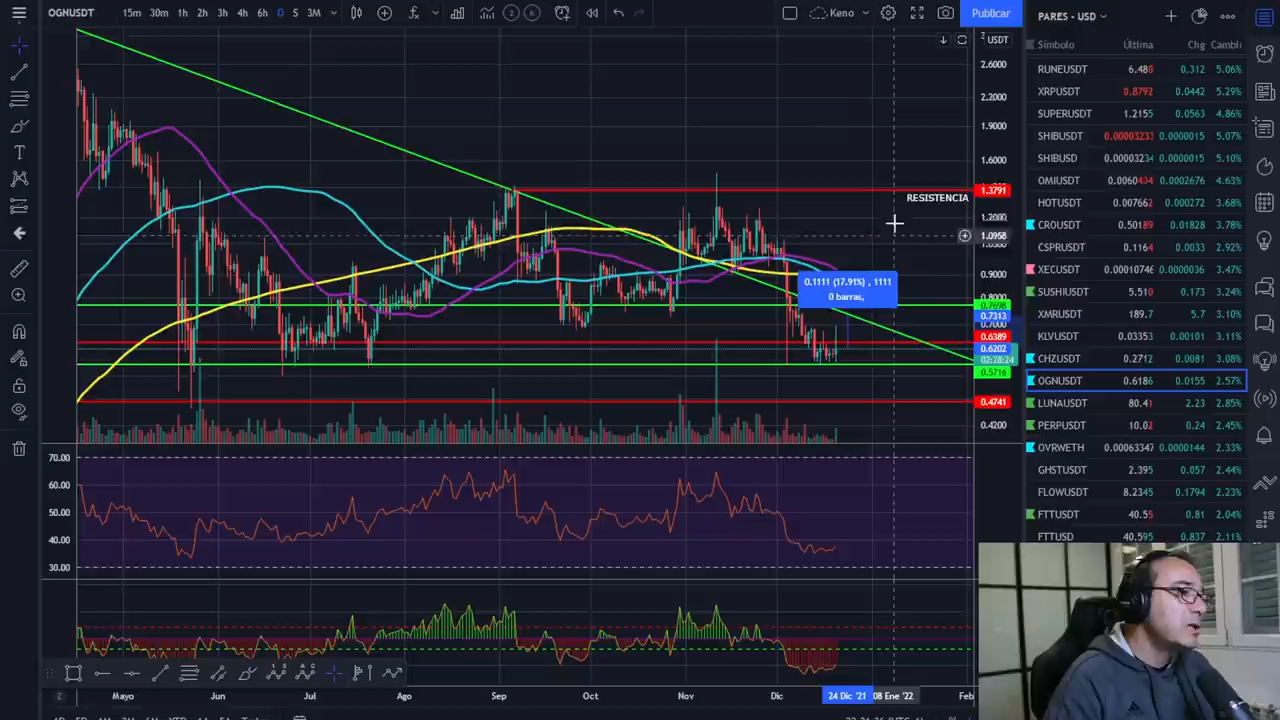 OGNUSDT 15m 30m 1h 2h 3h 4h 6h D S 3M Keno Publicar
USDT
2.6000
2.2000
1.9000
1.6000
1.3791
RESISTENCIA
1.2000
1.0958
0.9000
0.1111 (17.91%) , 1111
0 barras,
0.8000
0.7698
0.7313
0.6389
0.6202
02:28:24
0.5716
0.4741
0.4200
70.00
60.00
50.00
40.00
30.00
Mayo Jun Jul Ago Sep Oct Nov Dic 24 Dic '21 08 Ene '22 Feb
PARES - USD
Símbolo Última Chg Cambi
RUNEUSDT 6.480 0.312 5.06%
XRPUSDT 0.8792 0.0442 5.29%
SUPERUSDT 1.2155 0.0563 4.86%
SHIBUSDT 0.00003233 0.0000015 5.07%
SHIBUSD 0.00003234 0.0000015 5.10%
OMIUSDT 0.0060434 0.0002676 4.63%
HOTUSDT 0.007662 0.000272 3.68%
CROUSDT 0.50189 0.01828 3.78%
CSPRUSDT 0.1164 0.0033 2.92%
XECUSDT 0.0001074 0.0000036 3.47%
SUSHIUSDT 5.510 0.173 3.24%
XMRUSDT 189.7 5.7 3.10%
KLVUSDT 0.03353 0.00101 3.11%
CHZUSDT 0.2712 0.0081 3.08%
OGNUSDT 0.6186 0.0155 2.57%
LUNAUSDT 80.41 2.23 2.85%
PERPUSDT 10.02 0.24 2.45%
OVRWETH 0.00063347 0.0000144 2.33%
GHSTUSDT 2.395 0.057 2.44%
FLOWUSDT 8.2345 0.1794 2.23%
FTTUSDT 40.55 0.81 2.04%
FTTUSD 40.595 0.837 2.11%